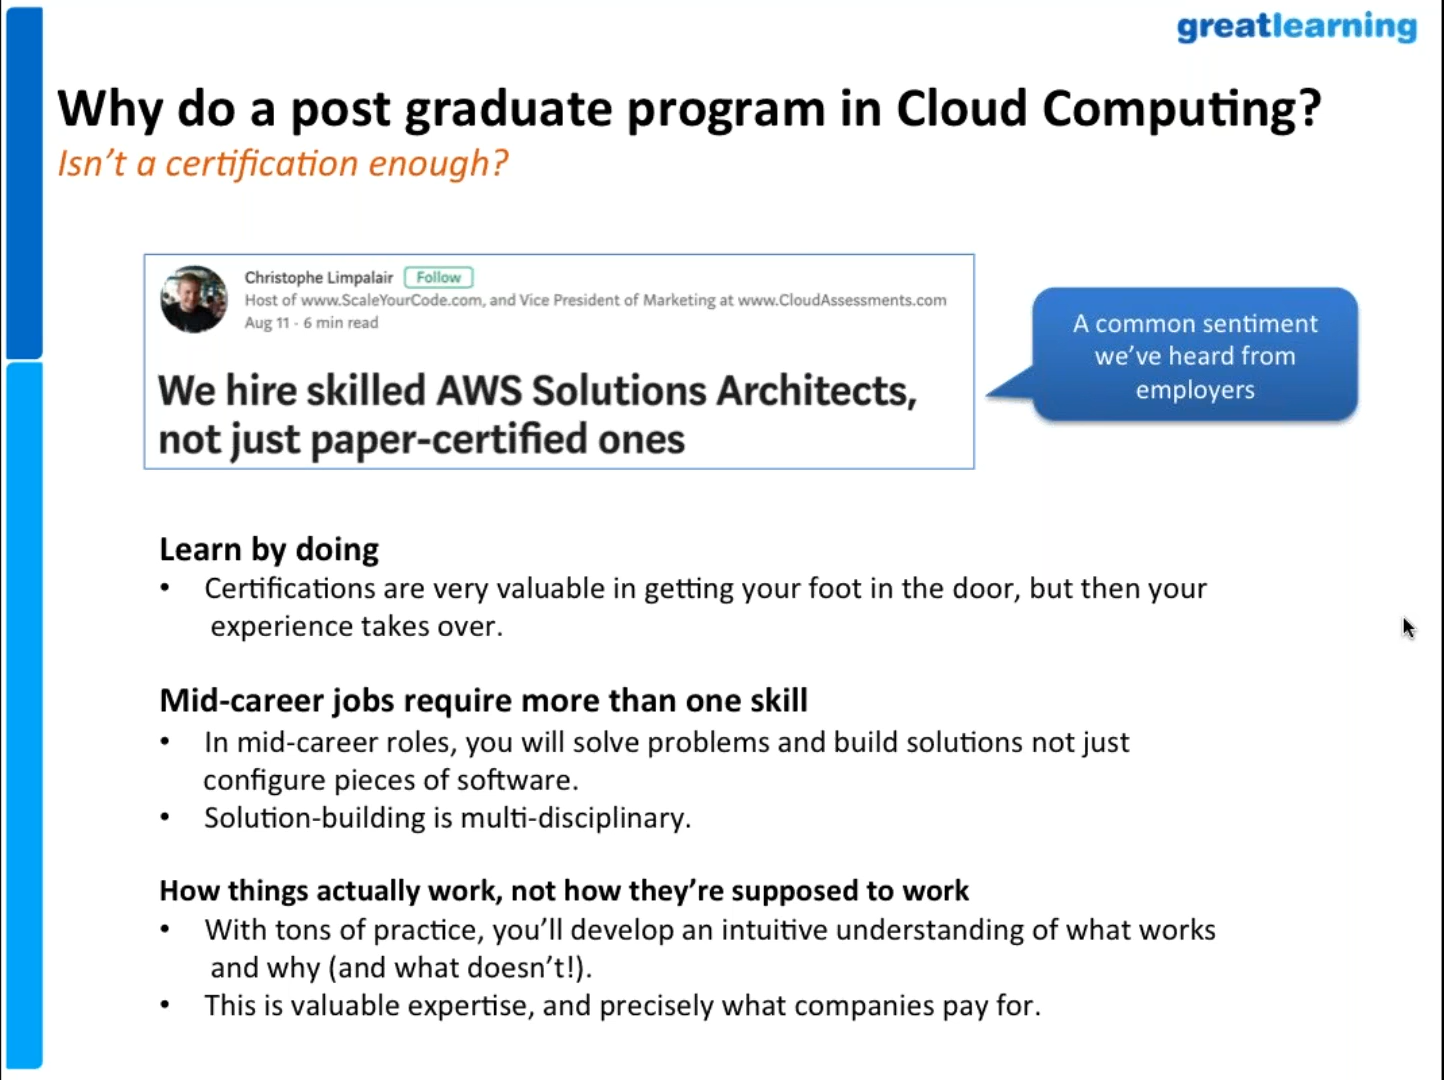 greatlearning
Why do a post graduate program in Cloud Computing?
Isn't a certification enough?
Christophe Limpalair Follow
Host of www.ScaleYourCode.com, and Vice President of Marketing at www.CloudAssessments.com
Aug 11 · 6 min read
We hire skilled AWS Solutions Architects,
not just paper-certified ones
A common sentiment
we've heard from
employers
Learn by doing
• Certifications are very valuable in getting your foot in the door, but then your
experience takes over.
Mid-career jobs require more than one skill
• In mid-career roles, you will solve problems and build solutions not just
configure pieces of software.
• Solution-building is multi-disciplinary.
How things actually work, not how they're supposed to work
• With tons of practice, you'll develop an intuitive understanding of what works
and why (and what doesn't!).
• This is valuable expertise, and precisely what companies pay for.